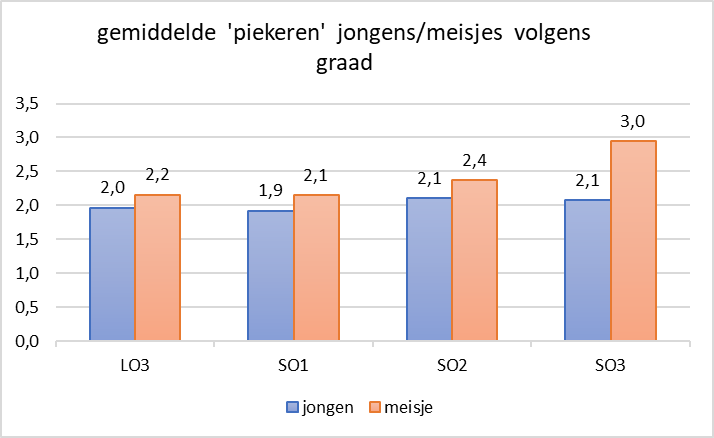 gemiddelde 'piekeren' jongens/meisjes volgens
graad
3,5
3,0
2,5
2,0
1,5
1,0
0,5
0,0
2,0
2,2
1,9
2,1
2,1
2,4
2,1
3,0
LO3
SO1
SO2
SO3
jongen
meisje